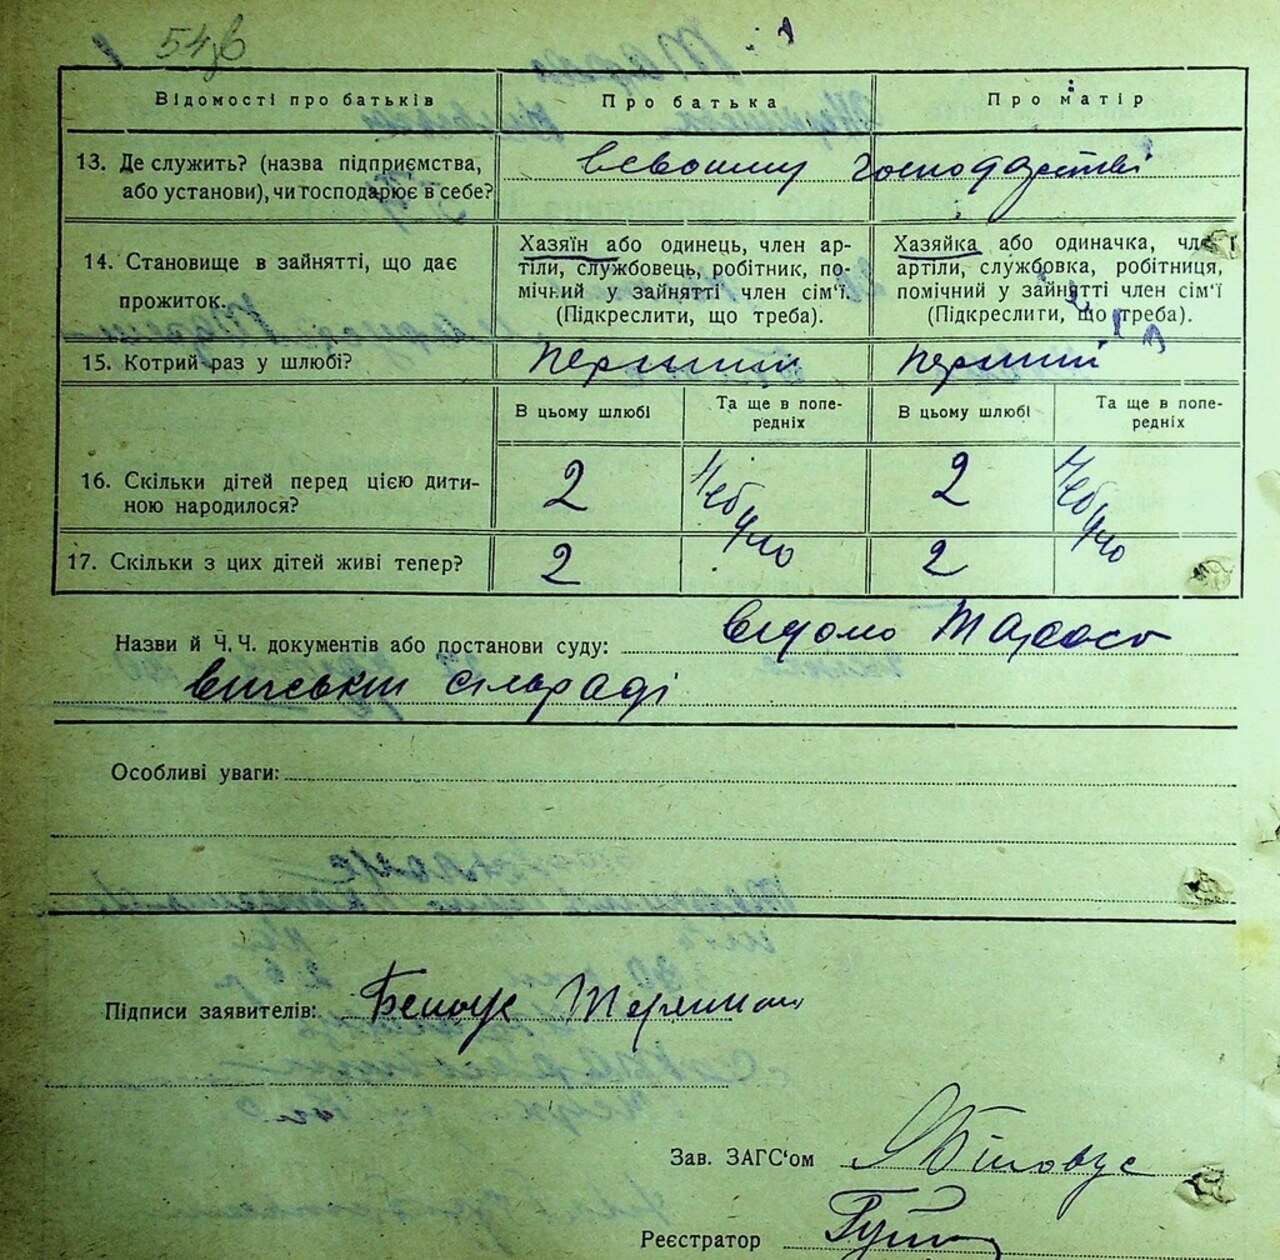 54зв
Відомості про батьків Про батька Про матір
13. Де служить? (назва підприємства, або установи), чи господарює в себе? всвошму господарстві
14. Становище в зайнятті, що дає прожиток.
Хазяїн або одинець, член ар-
тіли, службовець, робітник, по-
мічний у зайнятті член сім'ї.
(Підкреслити, що треба).
Хазяйка або одиначка, член
артіли, службовка, робітниця,
помічний у зайнятті член сім'ї
(Підкреслити, що треба).
15. Котрий раз у шлюбі? перший перший
В цьому шлюбі Та ще в попе-
редніх В цьому шлюбі Та ще в попе-
редніх
16. Скільки дітей перед цією дити-
ною народилося? 2 Небуло 2 Небуло
17. Скільки з цих дітей живі тепер? 2 2
Назви й Ч. Ч. документів або постанови суду: відомо
сільраді
Особливі уваги:
Підписи заявителів:
Зав. ЗАГС'ом
Реєстратор